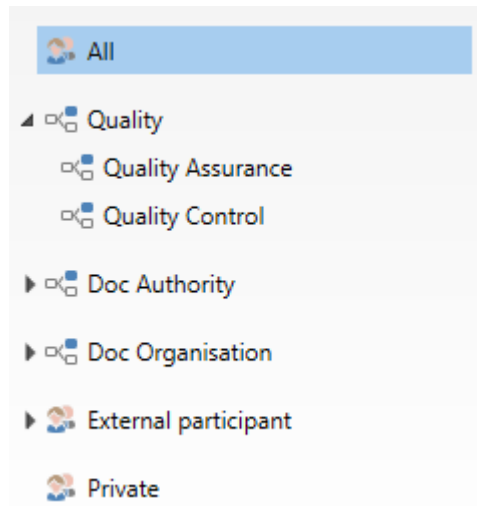 All
Quality
Quality Assurance
Quality Control
Doc Authority
Doc Organisation
External participant
Private